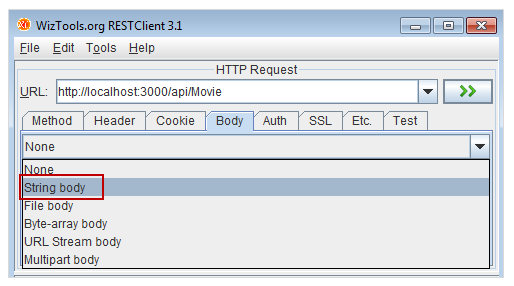 WizTools.org RESTClient 3.1
File Edit Tools Help
HTTP Request
URL: http://localhost:3000/api/Movie
Method Header Cookie Body Auth SSL Etc. Test
None
None
String body
File body
Byte-array body
URL Stream body
Multipart body